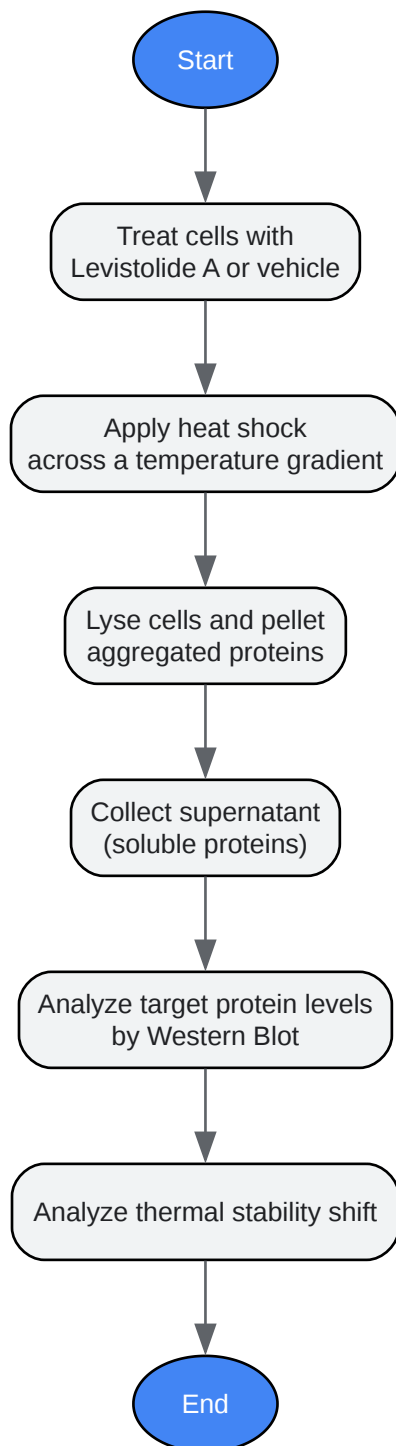 Start
Treat cells with
Levistolide A or vehicle
Apply heat shock
across a temperature gradient
Lyse cells and pellet
aggregated proteins
Collect supernatant
(soluble proteins)
Analyze target protein levels
by Western Blot
Analyze thermal stability shift
End